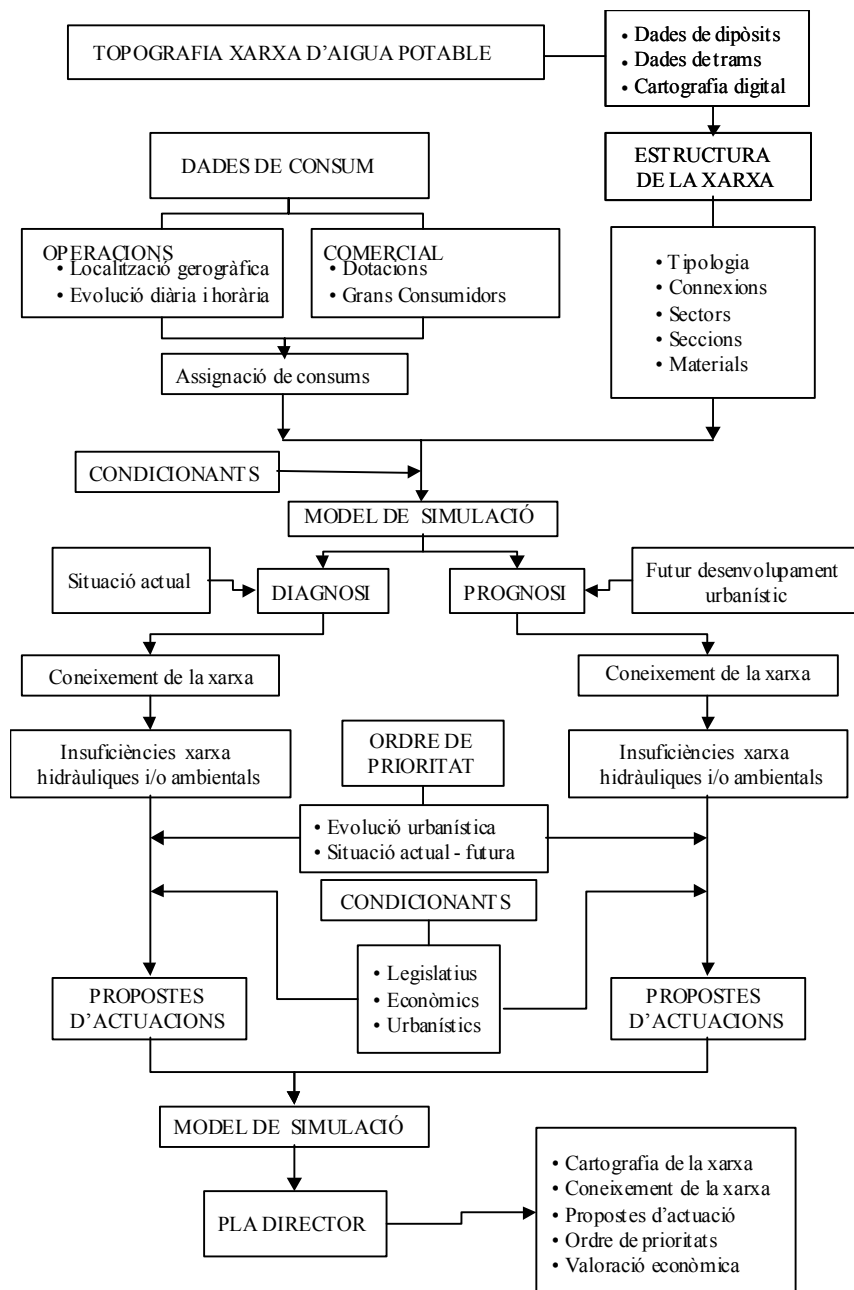 TOPOGRAFIA XARXA D'AIGUA POTABLE
• Dades de dipòsits
• Dades de trams
• Cartografia digital
DADES DE CONSUM
ESTRUCTURA
DE LA XARXA
OPERACIONS
• Localització gerogràfica
• Evolució diària i horària
COMERCIAL
• Dotacions
• Grans Consumidors
• Tipologia
• Connexions
• Sectors
• Seccions
• Materials
Assignació de consums
CONDICIONANTS
MODEL DE SIMULACIÓ
Situació actual
DIAGNOSI
PROGNOSI
Futur desenvolupament
urbanístic
Coneixement de la xarxa
Coneixement de la xarxa
Insuficiències xarxa
hidràuliques i/o ambientals
ORDRE DE
PRIORITAT
Insuficiències xarxa
hidràuliques i/o ambientals
• Evolució urbanística
• Situació actual - futura
CONDICIONANTS
• Legislatius
• Econòmics
• Urbanístics
PROPOSTES
D'ACTUACIONS
PROPOSTES
D'ACTUACIONS
MODEL DE SIMULACIÓ
PLA DIRECTOR
• Cartografia de la xarxa
• Coneixement de la xarxa
• Propostes d'actuació
• Ordre de prioritats
• Valoració econòmica